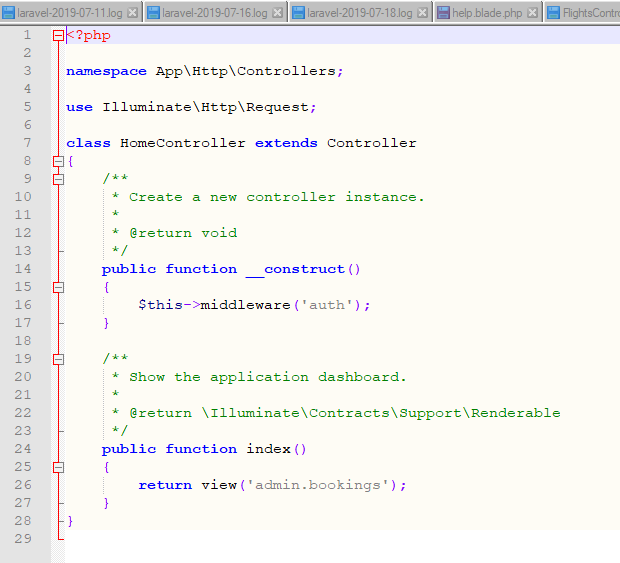 laravel-2019-07-11.log laravel-2019-07-16.log laravel-2019-07-18.log help.blade.php FlightsContr
1 <?php
2
3 namespace App\Http\Controllers;
4
5 use Illuminate\Http\Request;
6
7 class HomeController extends Controller
8 {
9 /**
10 * Create a new controller instance.
11 *
12 * @return void
13 */
14 public function __construct()
15 {
16 $this->middleware('auth');
17 }
18
19 /**
20 * Show the application dashboard.
21 *
22 * @return \Illuminate\Contracts\Support\Renderable
23 */
24 public function index()
25 {
26 return view('admin.bookings');
27 }
28 }
29